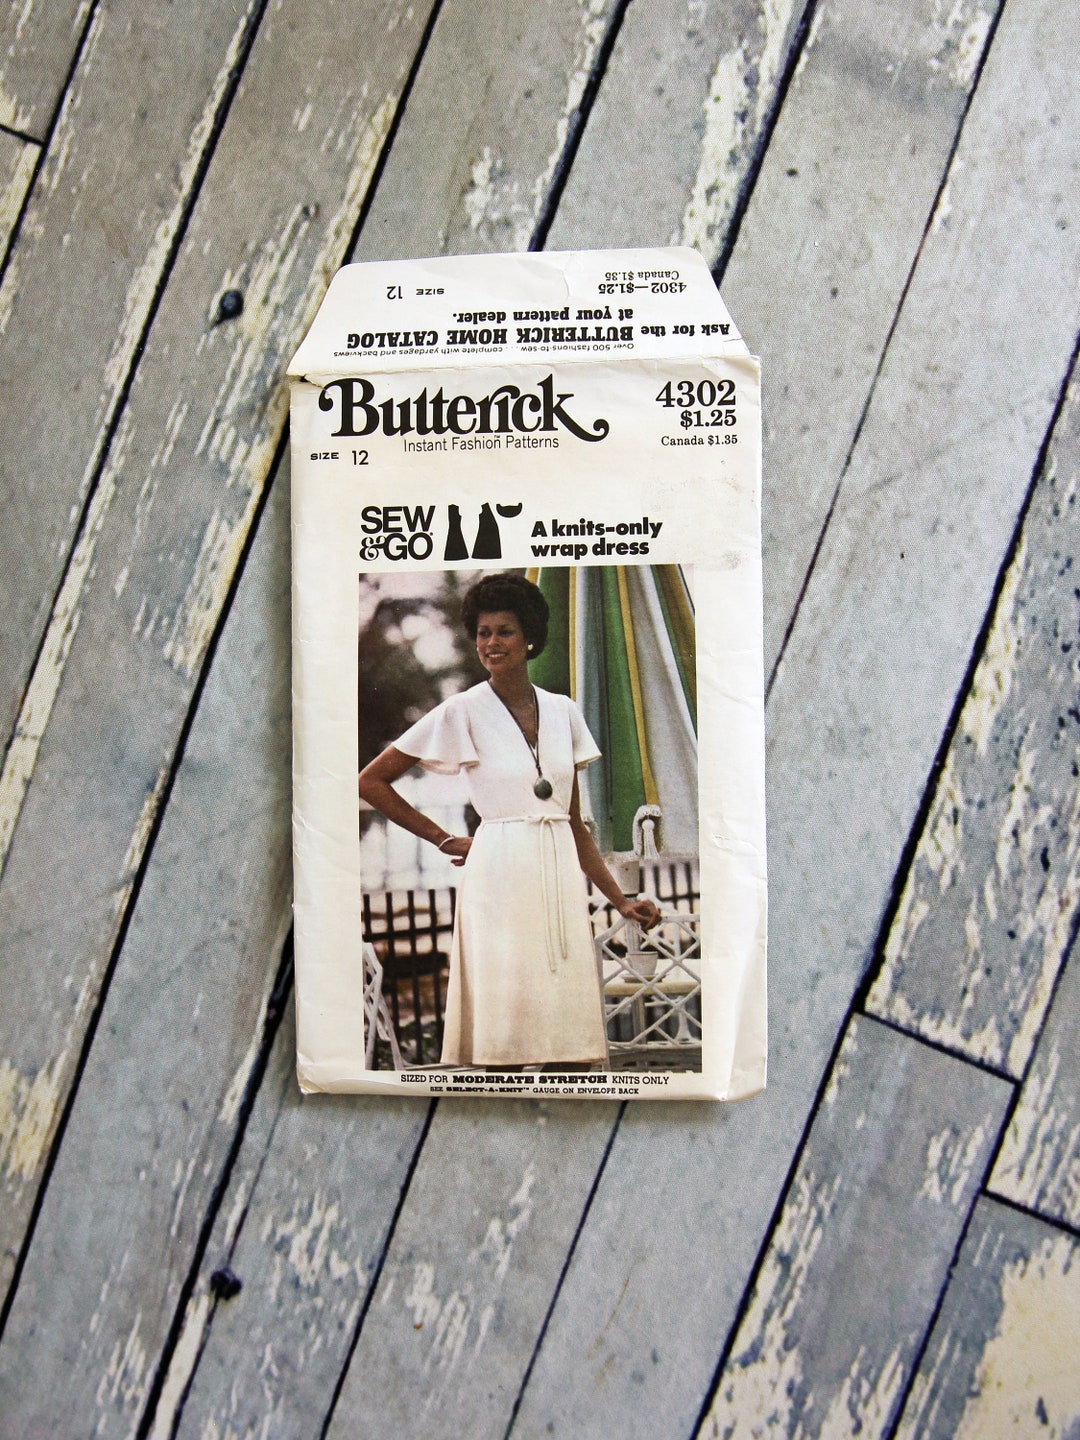 4302—$1.25
Canada $1.35
SIZE 12
Ask for the BUTTERICK HOME CATALOG
at your pattern dealer.
Over 500 fashions-to-sew . . . complete with yardages and backviews
Butterick
Instant Fashion Patterns
SIZE 12
4302
$1.25
Canada $1.35
SEW
&GO
A knits-only
wrap dress
SIZED FOR MODERATE STRETCH KNITS ONLY
SEE SELECT-A-KNIT™ GAUGE ON ENVELOPE BACK